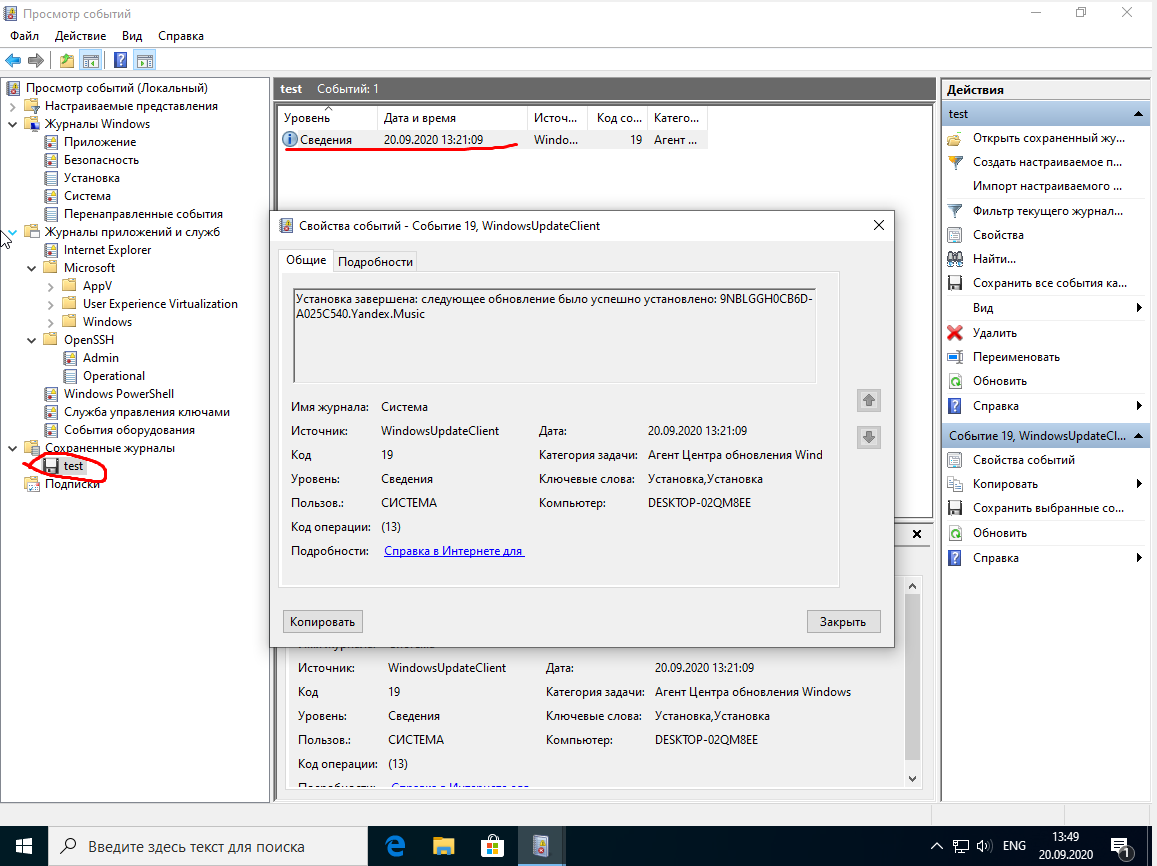 Просмотр событий
Файл Действие Вид Справка
Просмотр событий (Локальный)
Настраиваемые представления
Журналы Windows
Приложение
Безопасность
Установка
Система
Перенаправленные события
Журналы приложений и служб
Internet Explorer
Microsoft
AppV
User Experience Virtualization
Windows
OpenSSH
Admin
Operational
Windows PowerShell
Служба управления ключами
События оборудования
Сохраненные журналы
test
Подписки
test Событий: 1
Уровень Дата и время Источ... Код со... Катего...
Сведения 20.09.2020 13:21:09 Windo... 19 Агент ...
Свойства событий - Событие 19, WindowsUpdateClient
Общие Подробности
Установка завершена: следующее обновление было успешно установлено: 9NBLGGH0CB6D-
A025C540.Yandex.Music
Имя журнала: Система
Источник: WindowsUpdateClient Дата: 20.09.2020 13:21:09
Код 19 Категория задачи: Агент Центра обновления Wind
Уровень: Сведения Ключевые слова: Установка,Установка
Пользов.: СИСТЕМА Компьютер: DESKTOP-02QM8EE
Код операции: (13)
Подробности: Справка в Интернете для
Копировать Закрыть
Источник: WindowsUpdateClient Дата: 20.09.2020 13:21:09
Код 19 Категория задачи: Агент Центра обновления Windows
Уровень: Сведения Ключевые слова: Установка,Установка
Пользов.: СИСТЕМА Компьютер: DESKTOP-02QM8EE
Код операции: (13)
Действия
test
Открыть сохраненный жу...
Создать настраиваемое п...
Импорт настраиваемого ...
Фильтр текущего журнал...
Свойства
Найти...
Сохранить все события ка...
Вид
Удалить
Переименовать
Обновить
Справка
Событие 19, WindowsUpdateCl...
Свойства событий
Копировать
Сохранить выбранные со...
Обновить
Справка
Введите здесь текст для поиска
ENG
13:49
20.09.2020
1